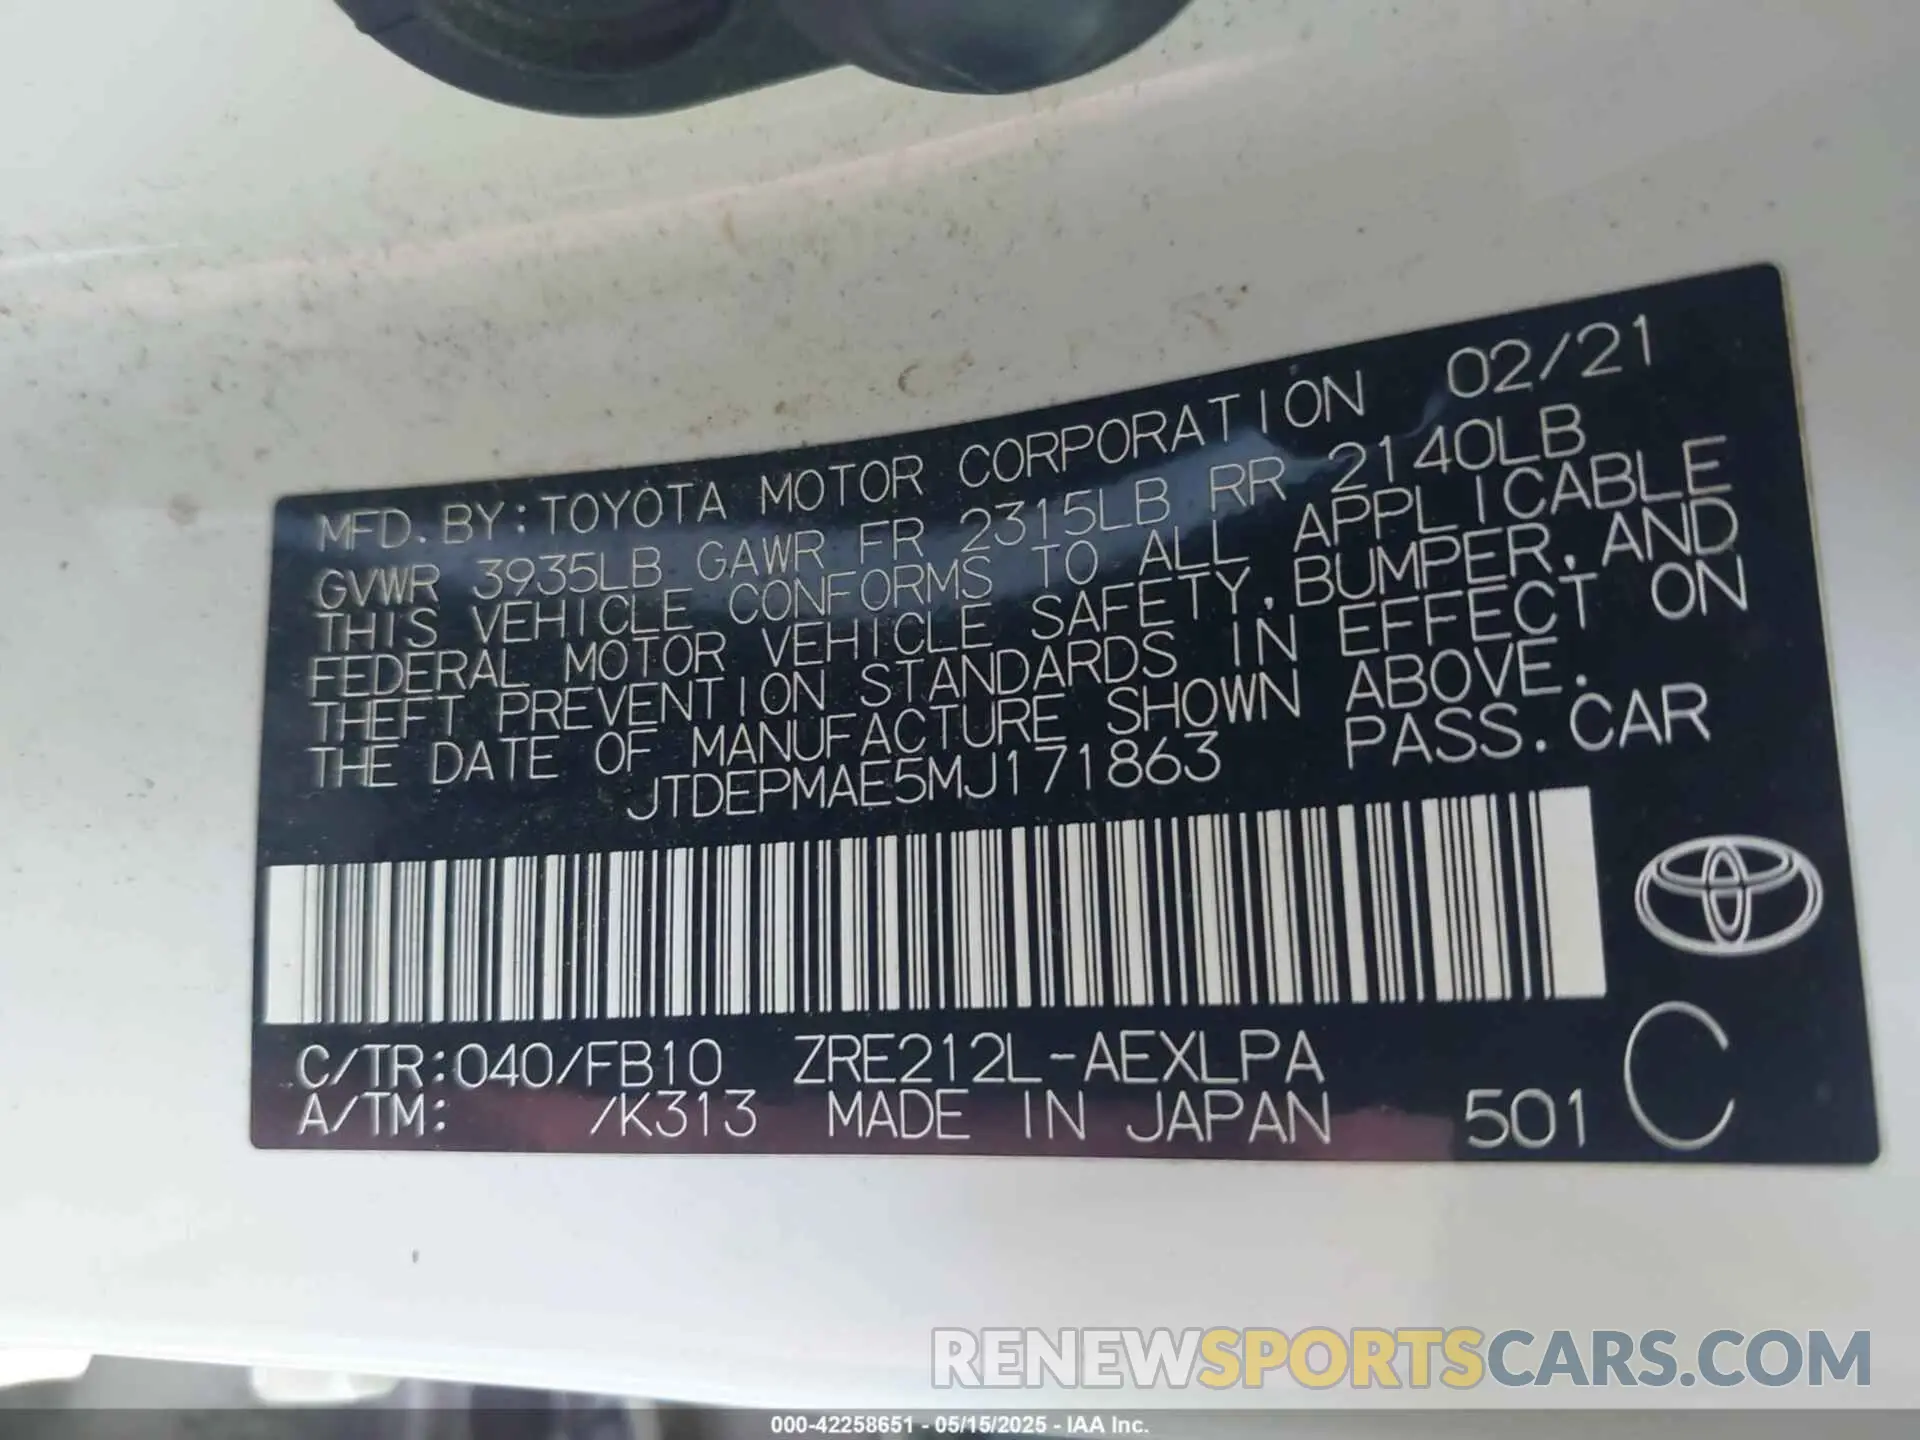 MFD. BY: TOYOTA MOTOR CORPORATION 02/21
GVWR 3935LB GAWR FR 2315LB RR 2140LB
THIS VEHICLE CONFORMS TO ALL APPLICABLE
FEDERAL MOTOR VEHICLE SAFETY, BUMPER, AND
THEFT PREVENTION STANDARDS IN EFFECT ON
THE DATE OF MANUFACTURE SHOWN ABOVE.
JTDEPMAE5MJ171863 PASS. CAR
C/TR:040/FB10 ZRE212L-AEXLPA
A/TM: /K313 MADE IN JAPAN 501 C
RENEWSPORTSCARS.COM
000-42258651 - 05/15/2025 - IAA Inc.